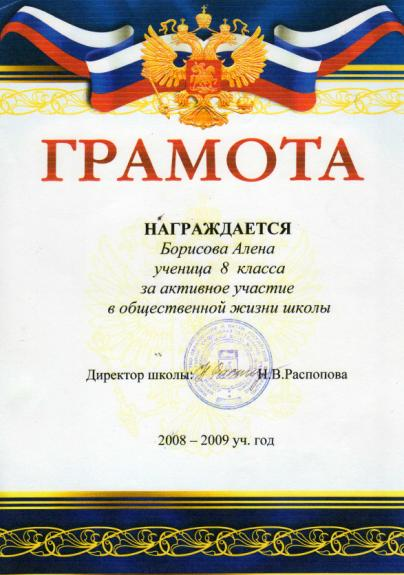 ГРАМОТА
НАГРАЖДАЕТСЯ
Борисова Алена
ученица 8 класса
за активное участие
в общественной жизни школы
Директор школы: Н.В.Распопова
2008 – 2009 уч. год